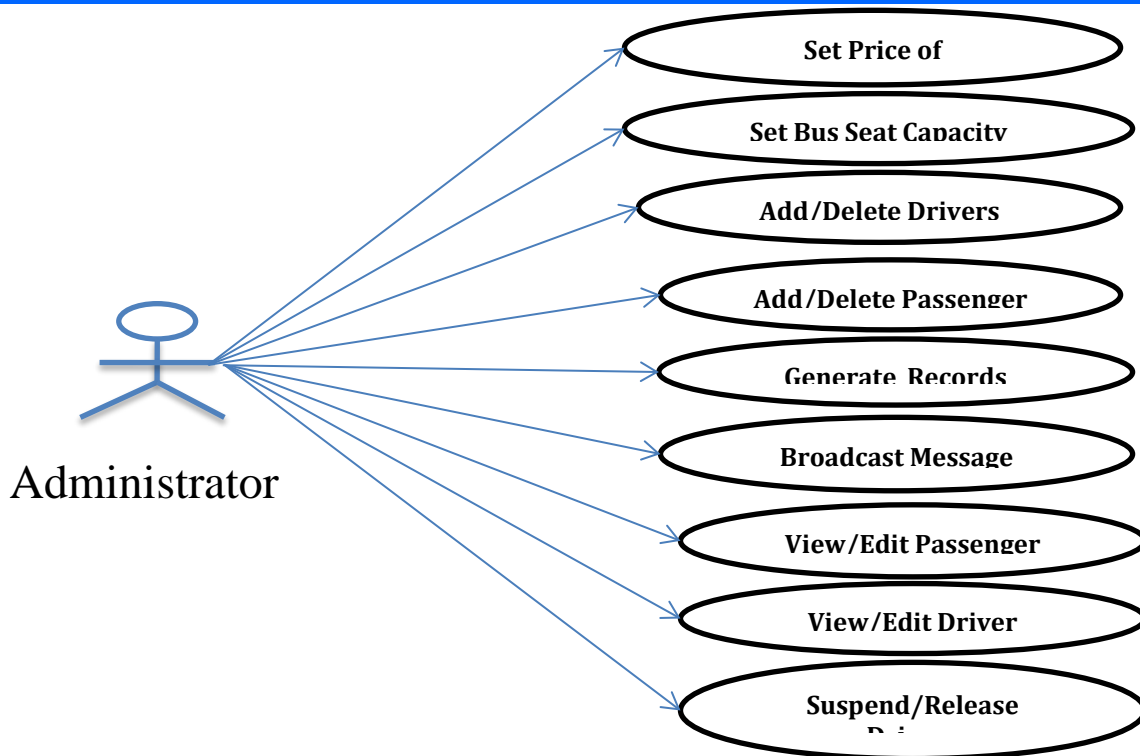 Set Price of
Set Bus Seat Capacity
Add/Delete Drivers
Add/Delete Passenger
Generate Records
Broadcast Message
Administrator
View/Edit Passenger
View/Edit Driver
Suspend/Release